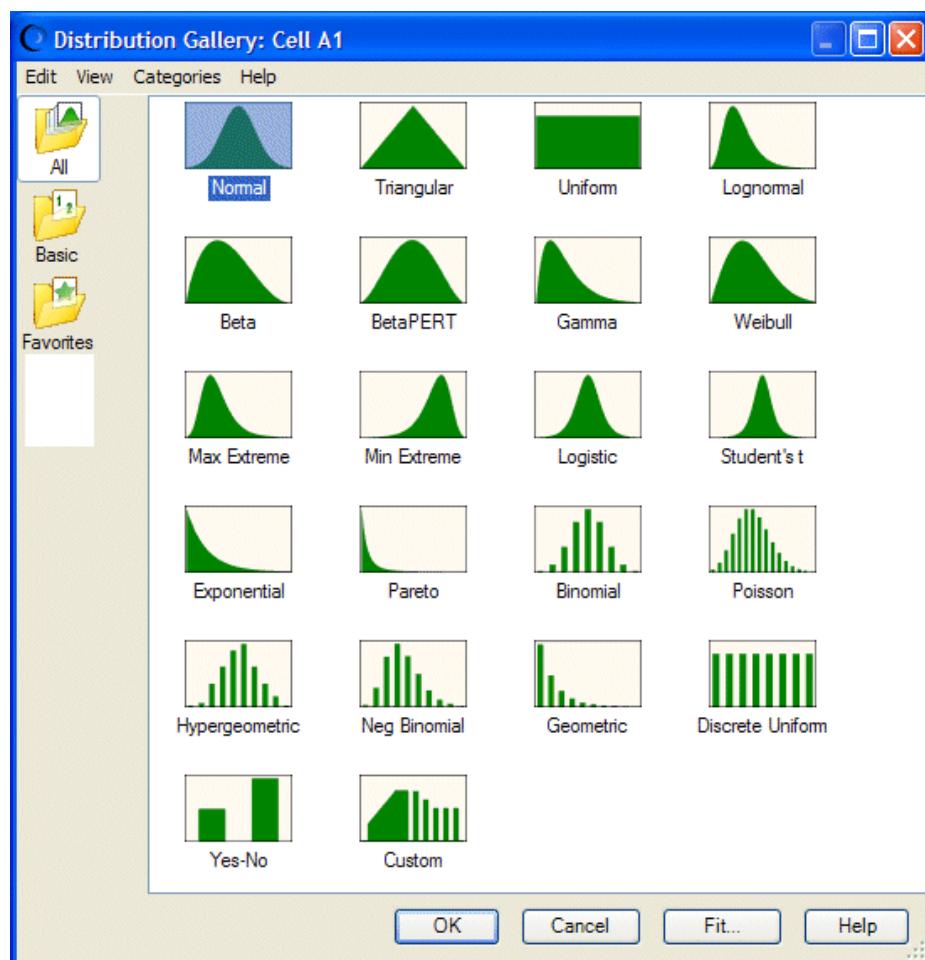 Distribution Gallery: Cell A1
Edit View Categories Help
All
Basic
Favorites
Normal Triangular Uniform Lognormal
Beta BetaPERT Gamma Weibull
Max Extreme Min Extreme Logistic Student's t
Exponential Pareto Binomial Poisson
Hypergeometric Neg Binomial Geometric Discrete Uniform
Yes-No Custom
OK Cancel Fit... Help